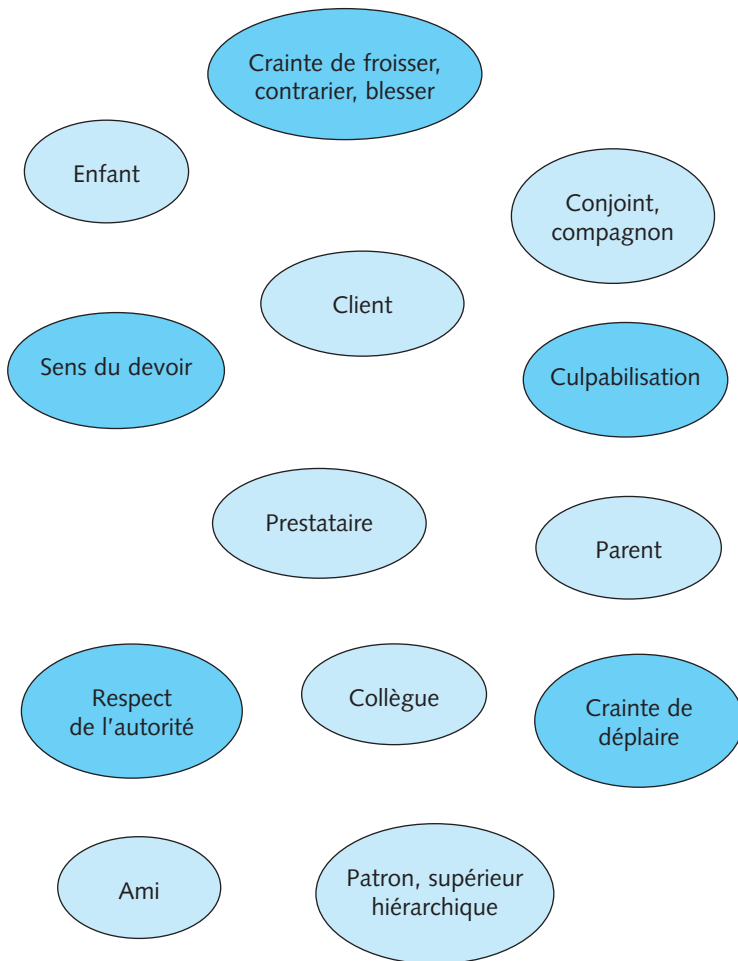 Crainte de froisser,
contrarier, blesser
Enfant
Conjoint,
compagnon
Client
Sens du devoir
Culpabilisation
Prestataire
Parent
Respect
de l'autorité
Collègue
Crainte de
déplaire
Ami
Patron, supérieur
hiérarchique